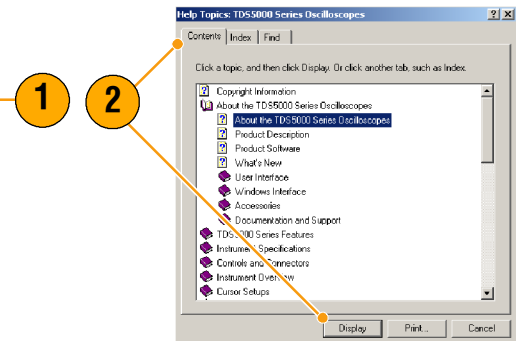 Help Topics: TDS5000 Series Oscilloscopes
Contents Index Find
Click a topic, and then click Display. Or click another tab, such as Index.
1 2
Copyright Information
About the TDS5000 Series Oscilloscopes
About the TDS5000 Series Oscilloscopes
Product Description
Product Software
What's New
User Interface
Windows Interface
Accessories
Documentation and Support
TDS5000 Series Features
Instrument Specifications
Controls and Connectors
Instrument Overview
Cursor Setups
Display Print... Cancel